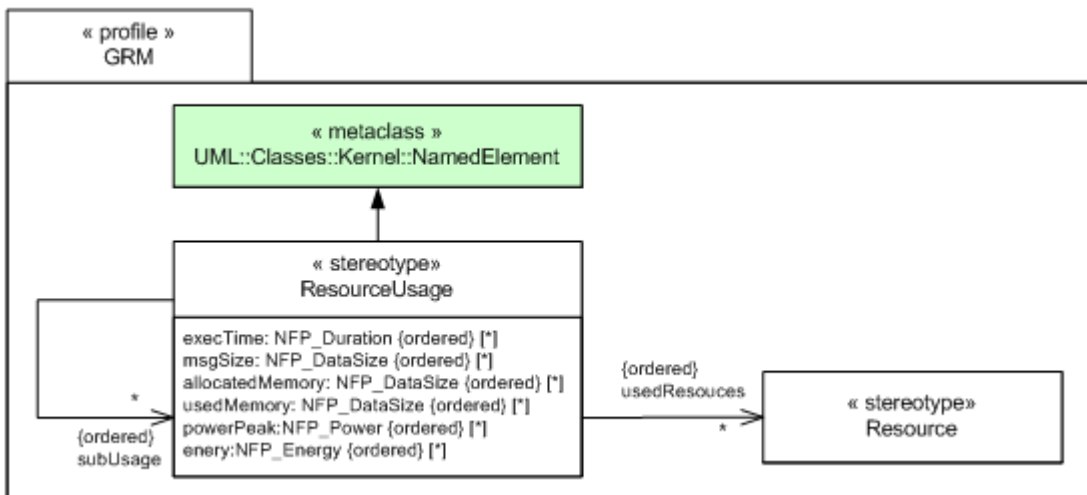 « profile »
GRM
« metaclass »
UML::Classes::Kernel::NamedElement
« stereotype»
ResourceUsage
execTime: NFP_Duration {ordered} [*]
msgSize: NFP_DataSize {ordered} [*]
allocatedMemory: NFP_DataSize {ordered} [*]
usedMemory: NFP_DataSize {ordered} [*]
powerPeak:NFP_Power {ordered} [*]
enery:NFP_Energy {ordered} [*]
*
{ordered}
subUsage
{ordered}
usedResouces
*
« stereotype»
Resource